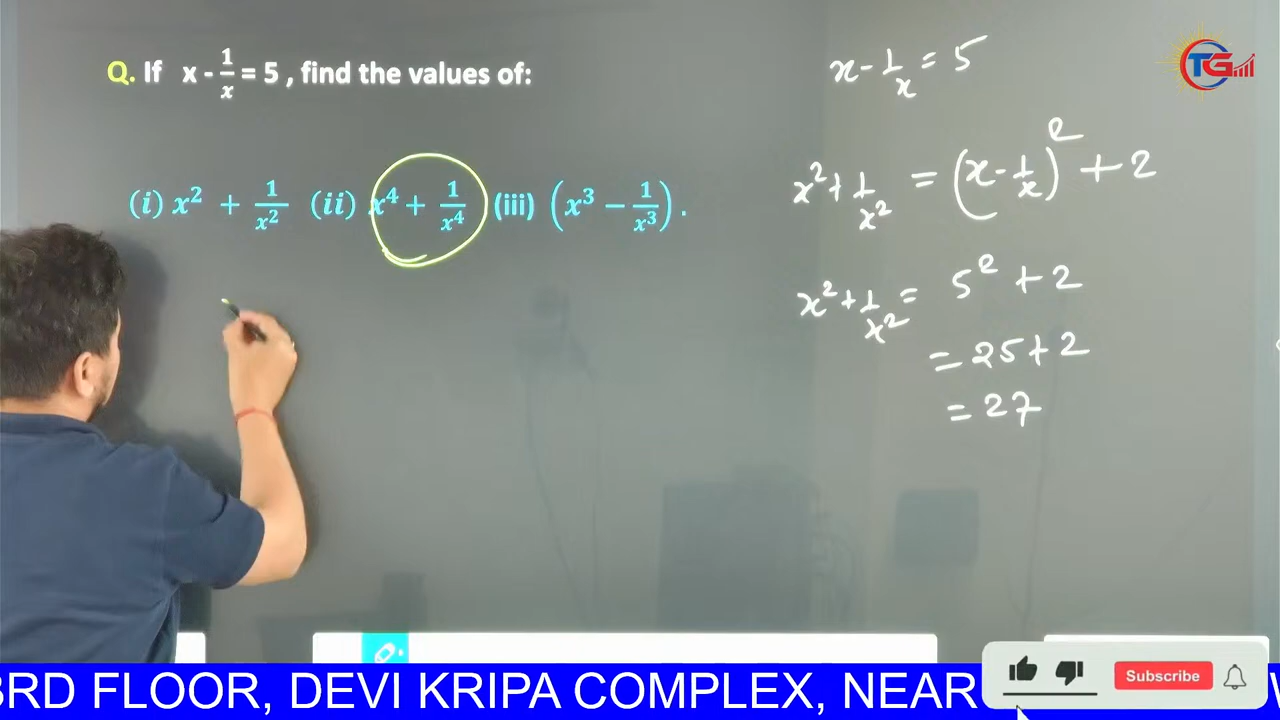 Q. If x - 1/x = 5 , find the values of:
(i) x² + 1/x² (ii) x⁴ + 1/x⁴ (iii) (x³ − 1/x³).
x - 1/x = 5
x² + 1/x² = (x - 1/x)² + 2
x² + 1/x² = 5² + 2
= 25 + 2
= 27
TG
3RD FLOOR, DEVI KRIPA COMPLEX, NEAR
Subscribe